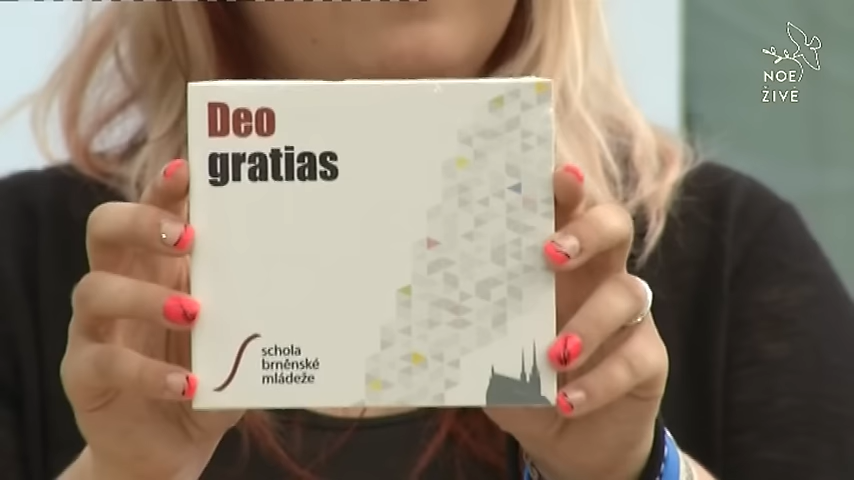 NOE
ŽIVĚ
Deo
gratias
schola
brněnské
mládeže